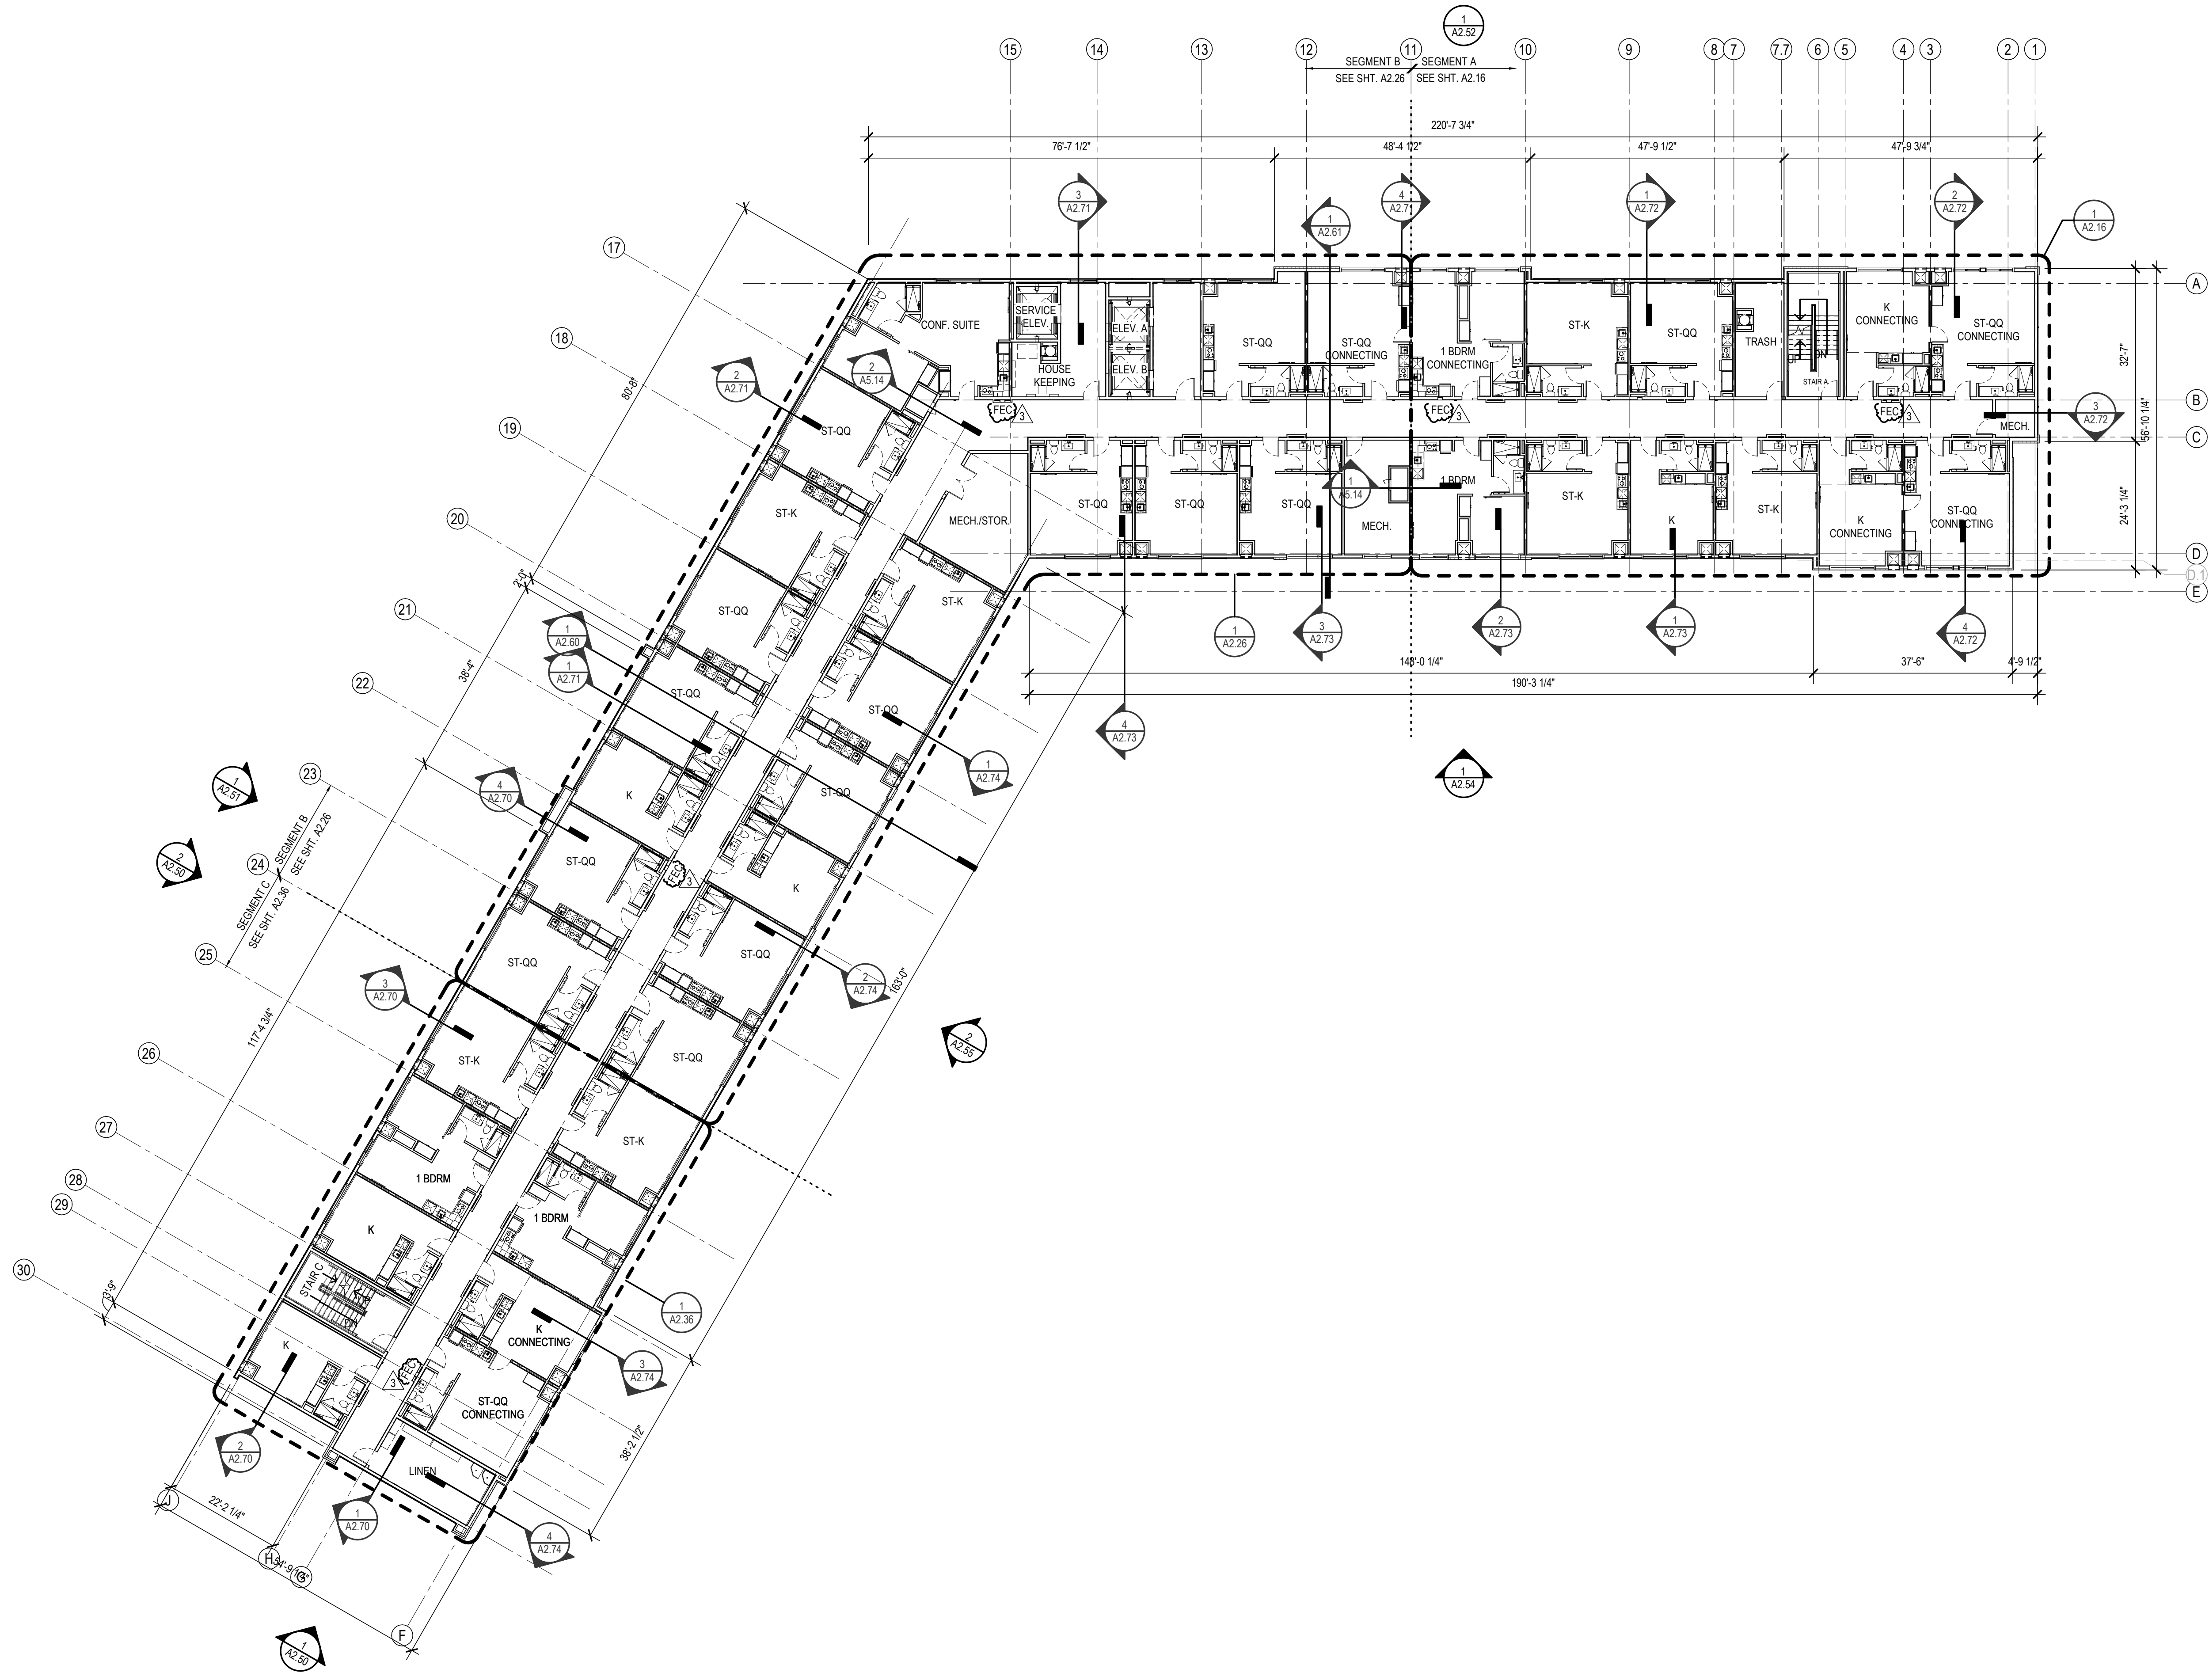 1
A2.52
15
14
13
12
11
10
9
8
7
7.7
6
5
4
3
2
1
SEGMENT B
SEGMENT A
SEE SHT. A2.26
SEE SHT. A2.16
220'-7 3/4"
76'-7 1/2"
48'-4 1/2"
47'-9 1/2"
47'-9 3/4"
3
A2.71
1
A2.61
4
A2.71
1
A2.72
2
A2.72
1
A2.16
17
18
19
20
21
22
23
24
25
26
27
28
29
30
A
B
C
D
D.1
E
32'-7"
56'-10 1/4"
24'-3 1/4"
CONF. SUITE
SERVICE
ELEV.
HOUSE
KEEPING
ELEV. A
ELEV. B
ST-QQ
ST-QQ
CONNECTING
1 BDRM
CONNECTING
ST-K
ST-QQ
TRASH
DN
STAIR A
K
CONNECTING
ST-QQ
CONNECTING
FEC
3
FEC
3
FEC
3
MECH.
3
A2.72
MECH./STOR.
ST-QQ
ST-QQ
ST-QQ
MECH.
1
A5.14
1 BDRM
ST-K
K
ST-K
K
CONNECTING
ST-QQ
CONNECTING
1
A2.26
3
A2.73
2
A2.73
1
A2.73
4
A2.72
4
A2.73
148'-0 1/4"
37'-6"
4'-9 1/2"
190'-3 1/4"
1
A2.54
80'-8"
2'-0"
38'-4"
117'-4 3/4"
3'-9"
2
A2.71
2
A5.14
1
A2.60
1
A2.71
4
A2.70
3
A2.70
ST-QQ
ST-K
ST-QQ
ST-QQ
K
ST-QQ
ST-QQ
ST-K
1 BDRM
K
STAIR C
K
ST-K
ST-QQ
ST-QQ
K
ST-QQ
ST-QQ
ST-K
1 BDRM
K
CONNECTING
ST-QQ
CONNECTING
LINEN
FEC
3
FEC
3
1
A2.74
2
A2.74
163'-0"
2
A2.55
1
A2.36
3
A2.74
38'-2 1/2"
1
A2.51
2
A2.50
SEGMENT B
SEE SHT. A2.26
SEGMENT C
SEE SHT. A2.36
2
A2.70
1
A2.70
4
A2.74
22'-2 1/4"
J
H
G
F
1
A2.50